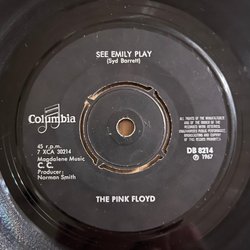 SEE EMILY PLAY
(Syd Barrett)
Columbia
45 r.p.m.
7 XCA 30214
Magdalene Music
C. C.
Producer:
Norman Smith
DB 8214
℗ 1967
THE PINK FLOYD